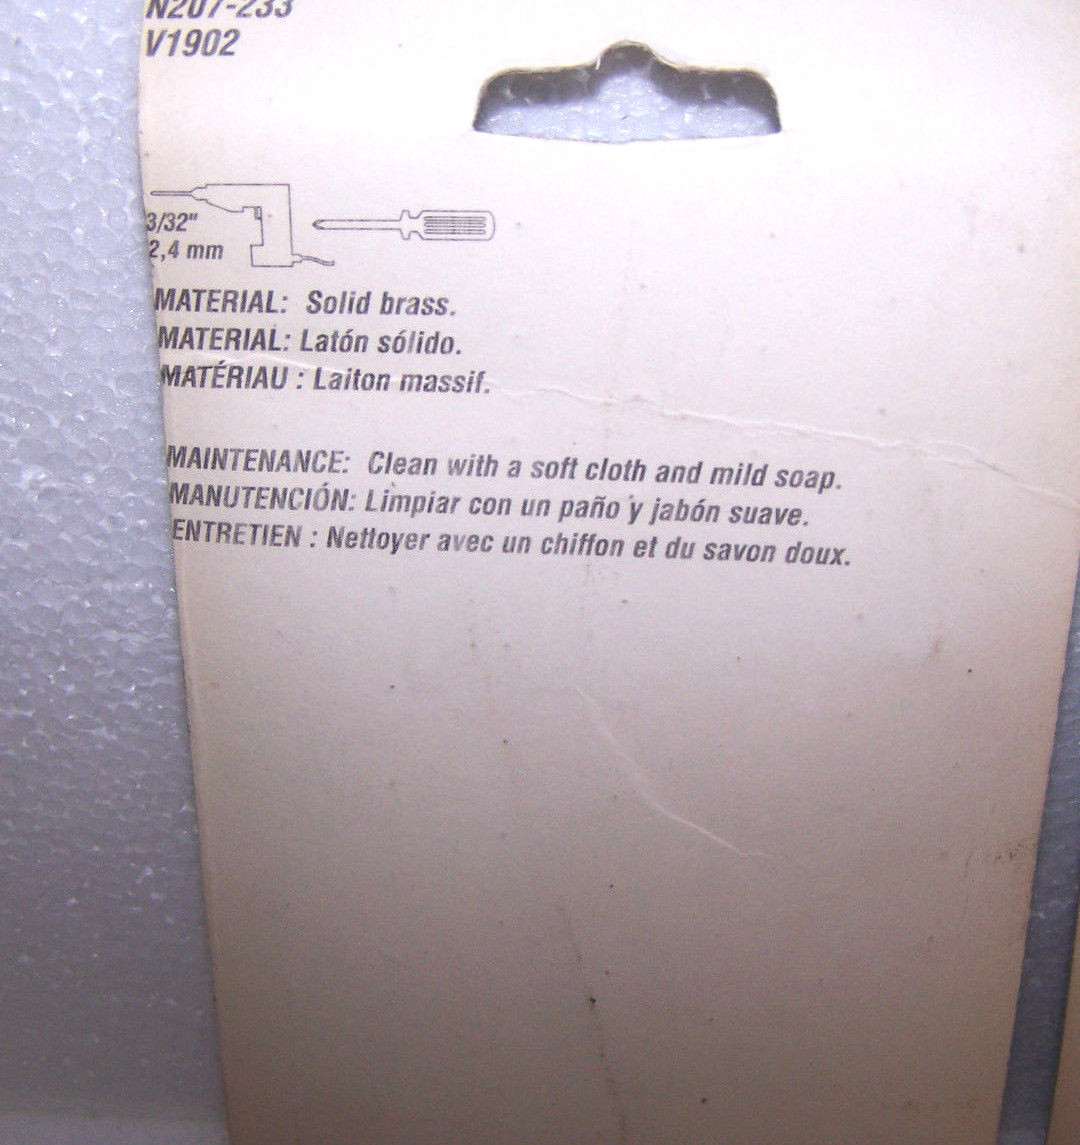 N207-233
V1902
3/32"
2,4 mm
MATERIAL: Solid brass.
MATERIAL: Latón sólido.
MATÉRIAU : Laiton massif.
MAINTENANCE: Clean with a soft cloth and mild soap.
MANUTENCIÓN: Limpiar con un paño y jabón suave.
ENTRETIEN : Nettoyer avec un chiffon et du savon doux.